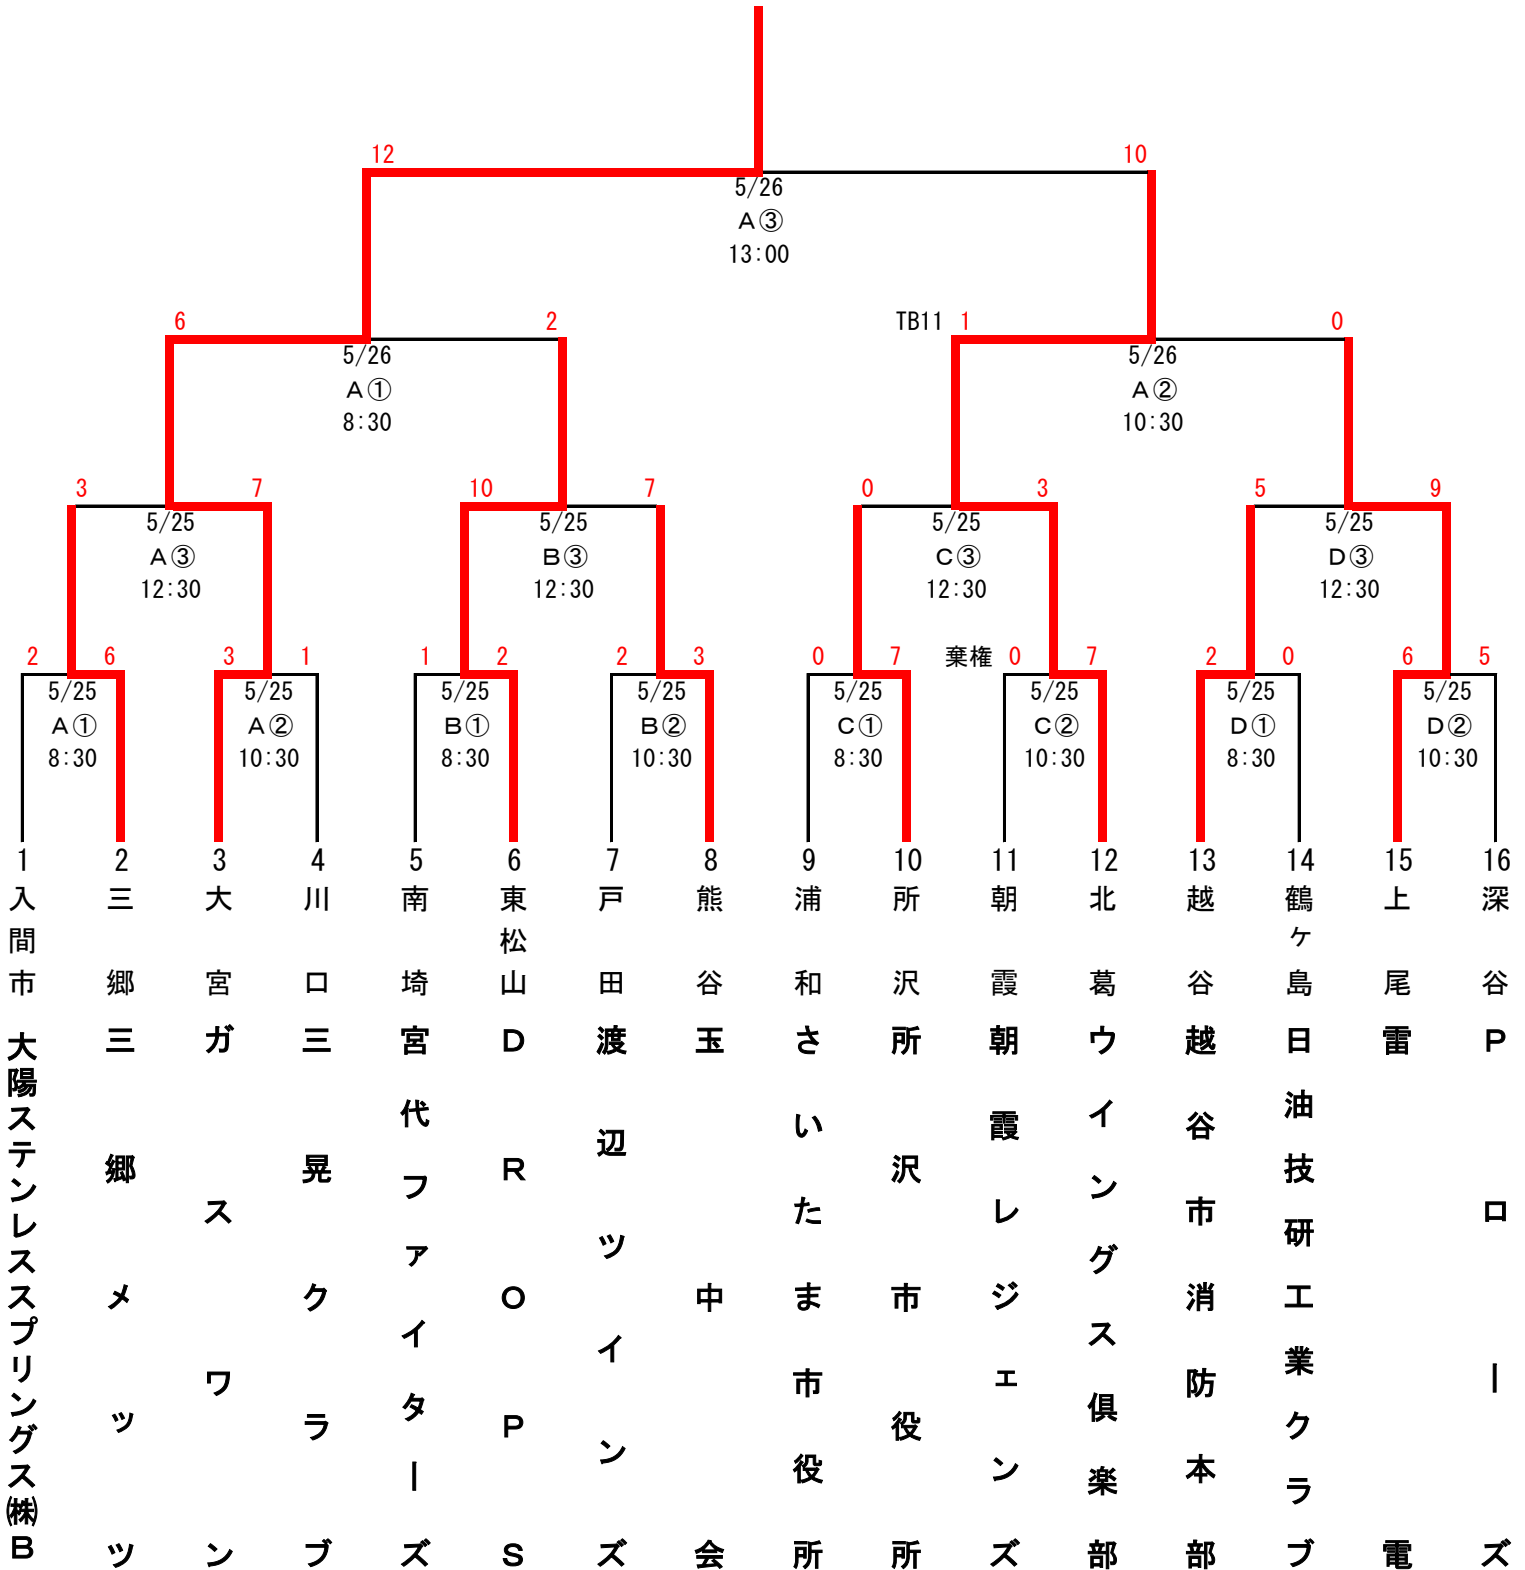 12 10
5/26
A③
13:00
6 2 TB11 1 0
5/26 5/26
A① A②
8:30 10:30
3 7 10 7 0 3 5 9
5/25 5/25 5/25 5/25
A③ B③ C③ D③
12:30 12:30 12:30 12:30
2 6 3 1 1 2 2 3 0 7 棄権 0 7 2 0 6 5
5/25 5/25 5/25 5/25 5/25 5/25 5/25 5/25
A① A② B① B② C① C② D① D②
8:30 10:30 8:30 10:30 8:30 10:30 8:30 10:30
1 2 3 4 5 6 7 8 9 10 11 12 13 14 15 16
入間市
三郷
大宮
川口
南埼
東松山
戸田
熊谷
浦和
所沢
朝霞
北葛
越谷
鶴ケ島
上尾
深谷
大陽ステンレススプリングス㈱B
三郷メッツ
ガスワン
三晃クラブ
宮代ファイターズ
DROPS
渡辺ツインズ
玉中会
さいたま市役所
所沢市役所
朝霞レジェンズ
ウイングス倶楽部
越谷市消防本部
日油技研工業クラブ
雷電
Pローズ